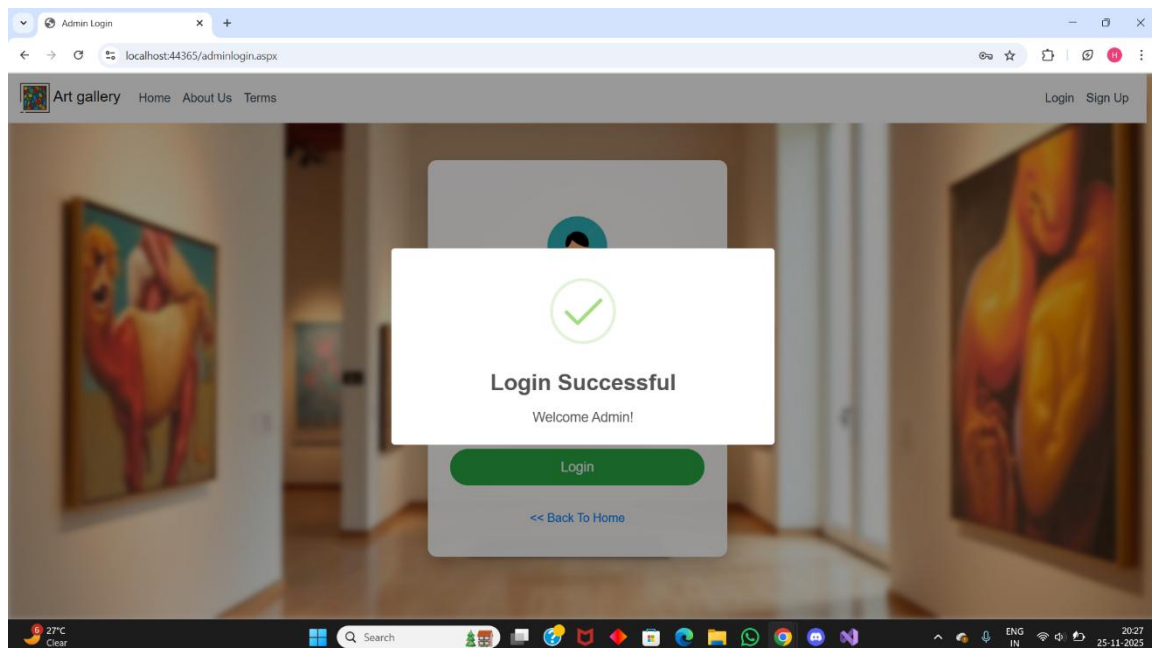 Admin Login
localhost:44365/adminlogin.aspx
H
Art gallery Home About Us Terms Login Sign Up
Login Successful
Welcome Admin!
Login
<< Back To Home
6 27°C
Clear
Search
ENG
IN
20:27
25-11-2025